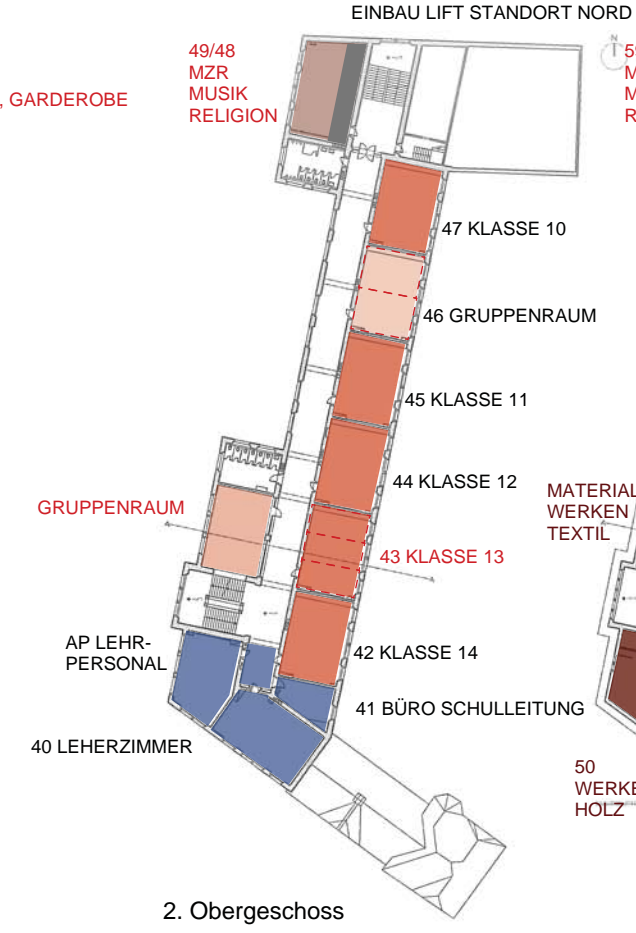 EINBAU LIFT STANDORT NORD
N
49/48
MZR
MUSIK
RELIGION
, GARDEROBE
47 KLASSE 10
46 GRUPPENRAUM
45 KLASSE 11
44 KLASSE 12
GRUPPENRAUM
43 KLASSE 13
AP LEHR-
PERSONAL
42 KLASSE 14
41 BÜRO SCHULLEITUNG
40 LEHERZIMMER
MATERIAL
WERKEN
TEXTIL
50
WERKE
HOLZ
2. Obergeschoss